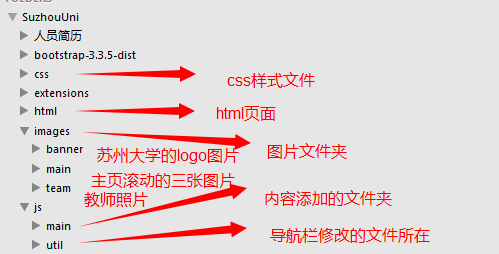 FOLDERS
SuzhouUni
人员简历
bootstrap-3.3.5-dist
css
css样式文件
extensions
html
html页面
images
图片文件夹
banner
苏州大学的logo图片
main
主页滚动的三张图片
team
教师照片
js
内容添加的文件夹
main
util
导航栏修改的文件所在